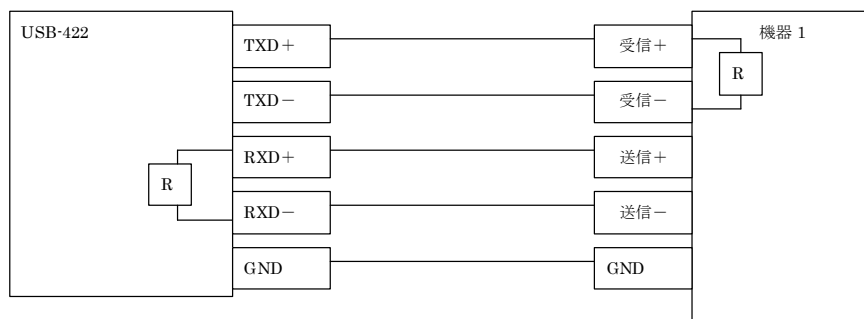 USB-422
機器 1
TXD＋
受信＋
R
TXD－
受信－
RXD＋
送信＋
R
RXD－
送信－
GND
GND